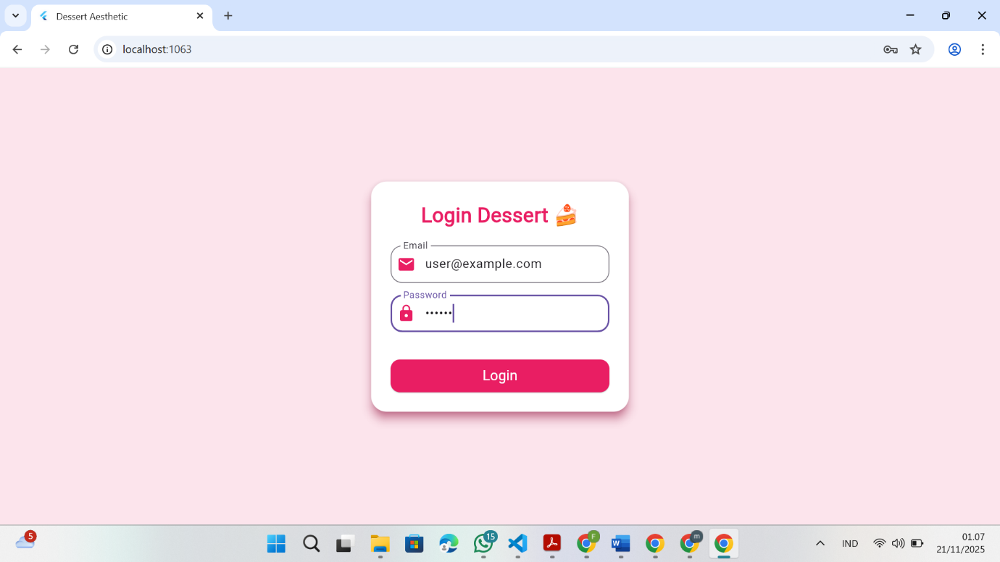 Dessert Aesthetic
localhost:1063
Login Dessert 🍰
Email
user@example.com
Password
••••••
Login
5
15
F
W
m
IND
01.07
21/11/2025